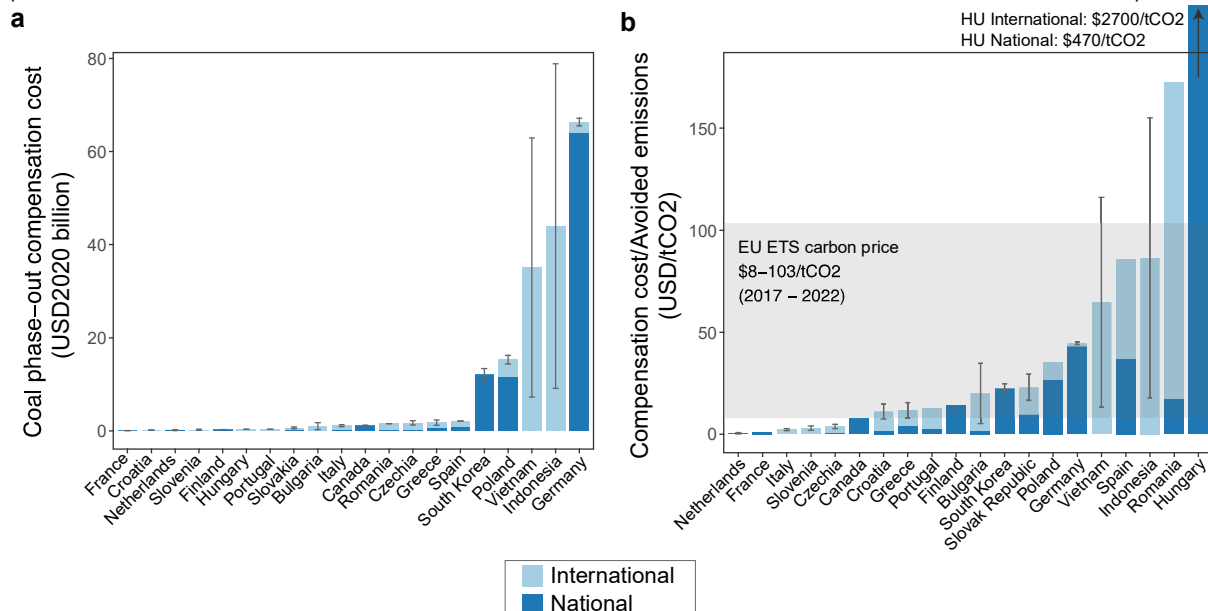 a
Coal phase−out compensation cost
(USD2020 billion)
80
60
40
20
0
France
Croatia
Netherlands
Slovenia
Finland
Hungary
Portugal
Slovakia
Bulgaria
Italy
Canada
Romania
Czechia
Greece
Spain
South Korea
Poland
Vietnam
Indonesia
Germany
b
HU International: $2700/tCO2
HU National: $470/tCO2
Compensation cost/Avoided emissions
(USD/tCO2)
150
100
50
0
EU ETS carbon price
$8−103/tCO2
(2017 − 2022)
Netherlands
France
Italy
Slovenia
Czechia
Canada
Croatia
Greece
Portugal
Finland
Bulgaria
South Korea
Slovak Republic
Poland
Germany
Vietnam
Spain
Indonesia
Romania
Hungary
International
National